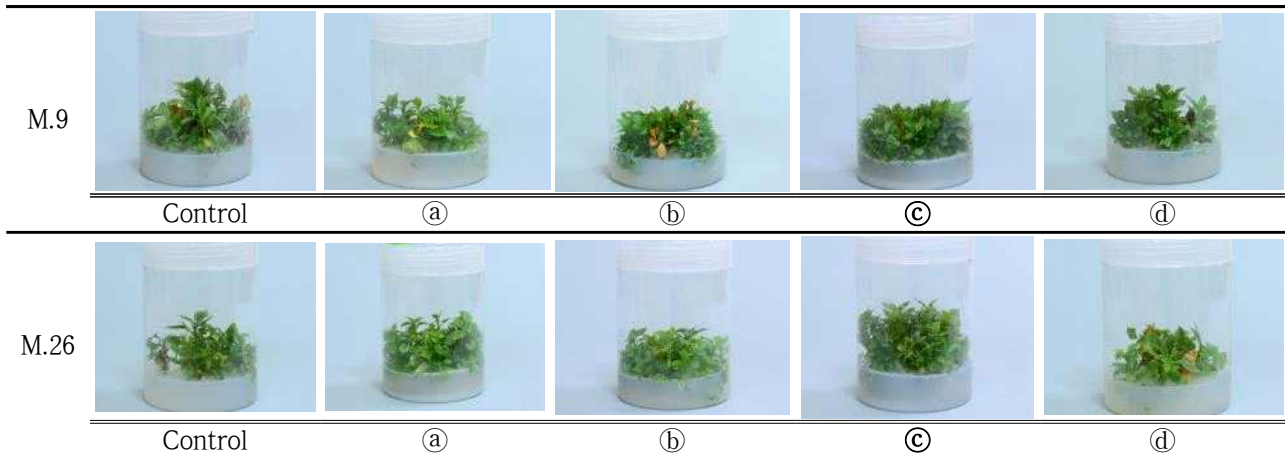 M.9
Control ⓐ ⓑ ⓒ ⓓ
M.26
Control ⓐ ⓑ ⓒ ⓓ